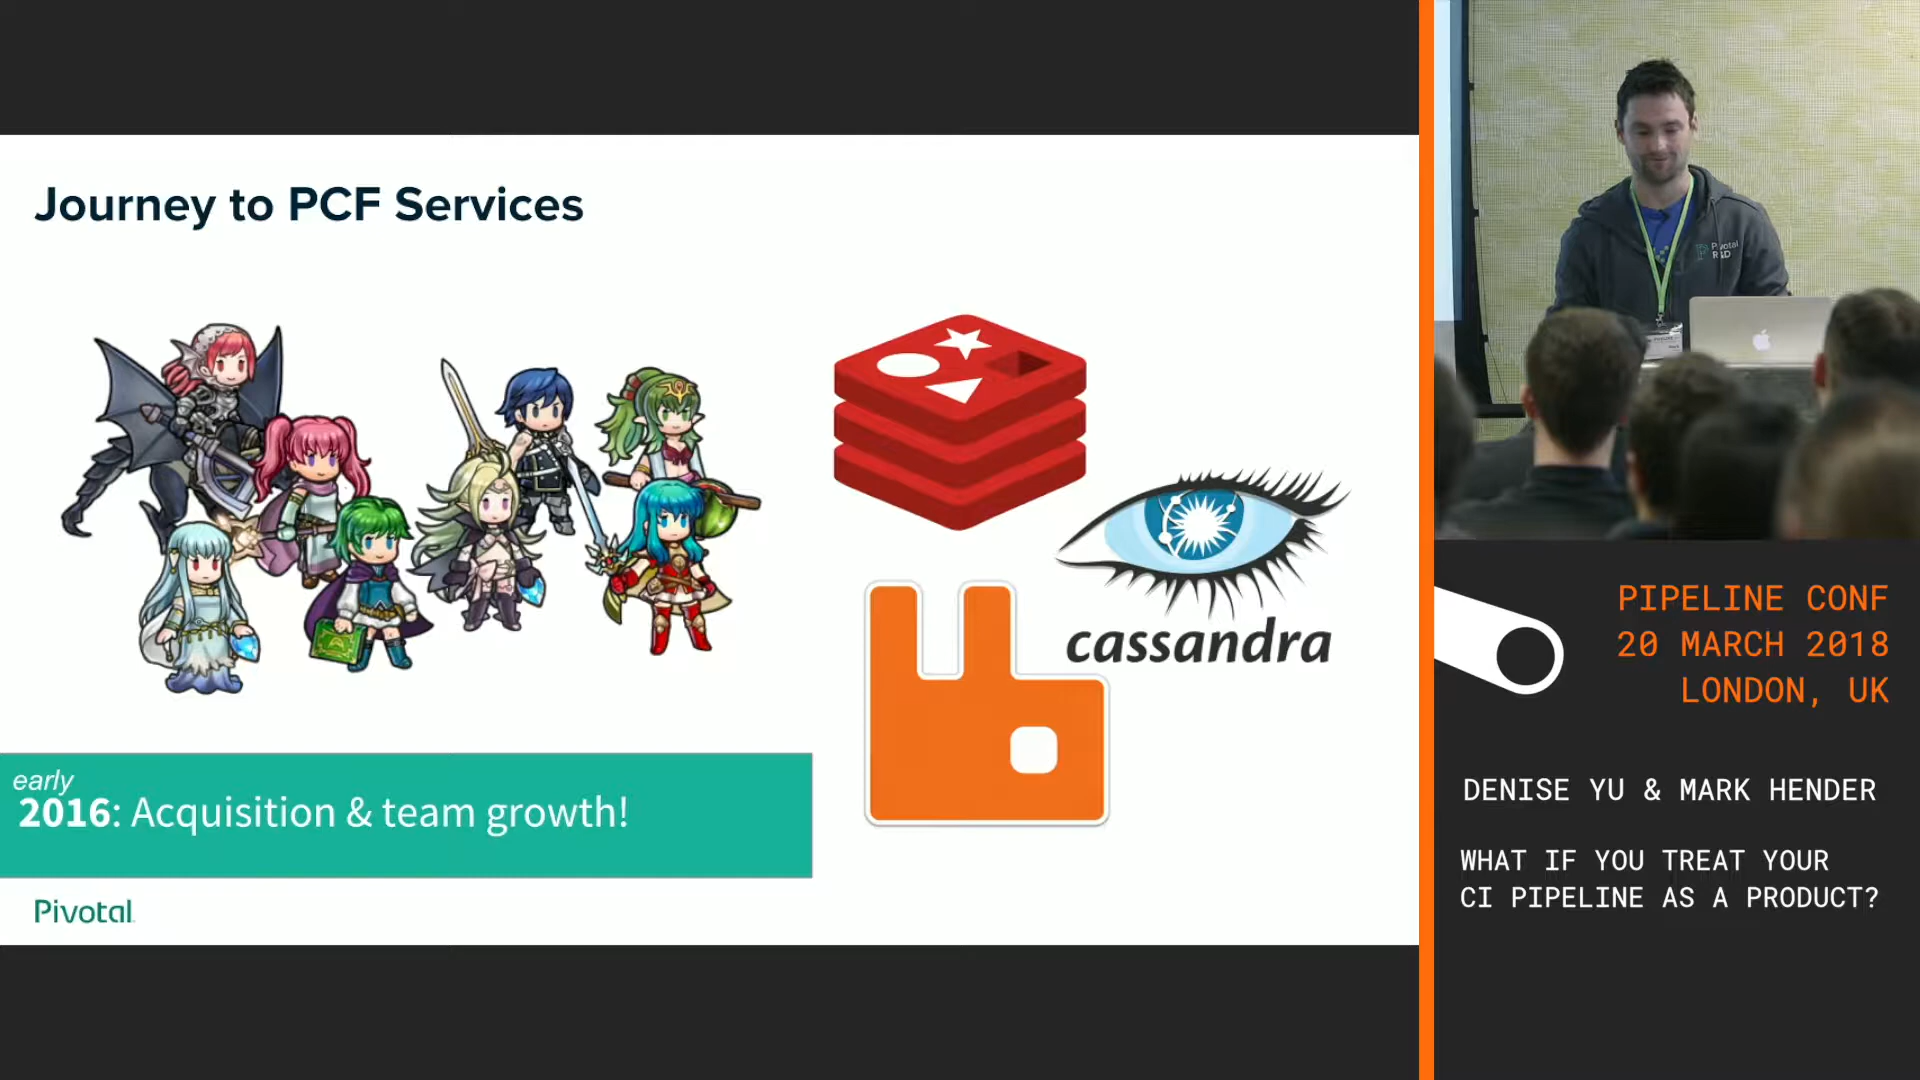 Journey to PCF Services
cassandra
early
2016: Acquisition & team growth!
Pivotal
Pivotal
R&D
PIPELINE CONF
20 MARCH 2018
LONDON, UK
DENISE YU & MARK HENDER
WHAT IF YOU TREAT YOUR
CI PIPELINE AS A PRODUCT?